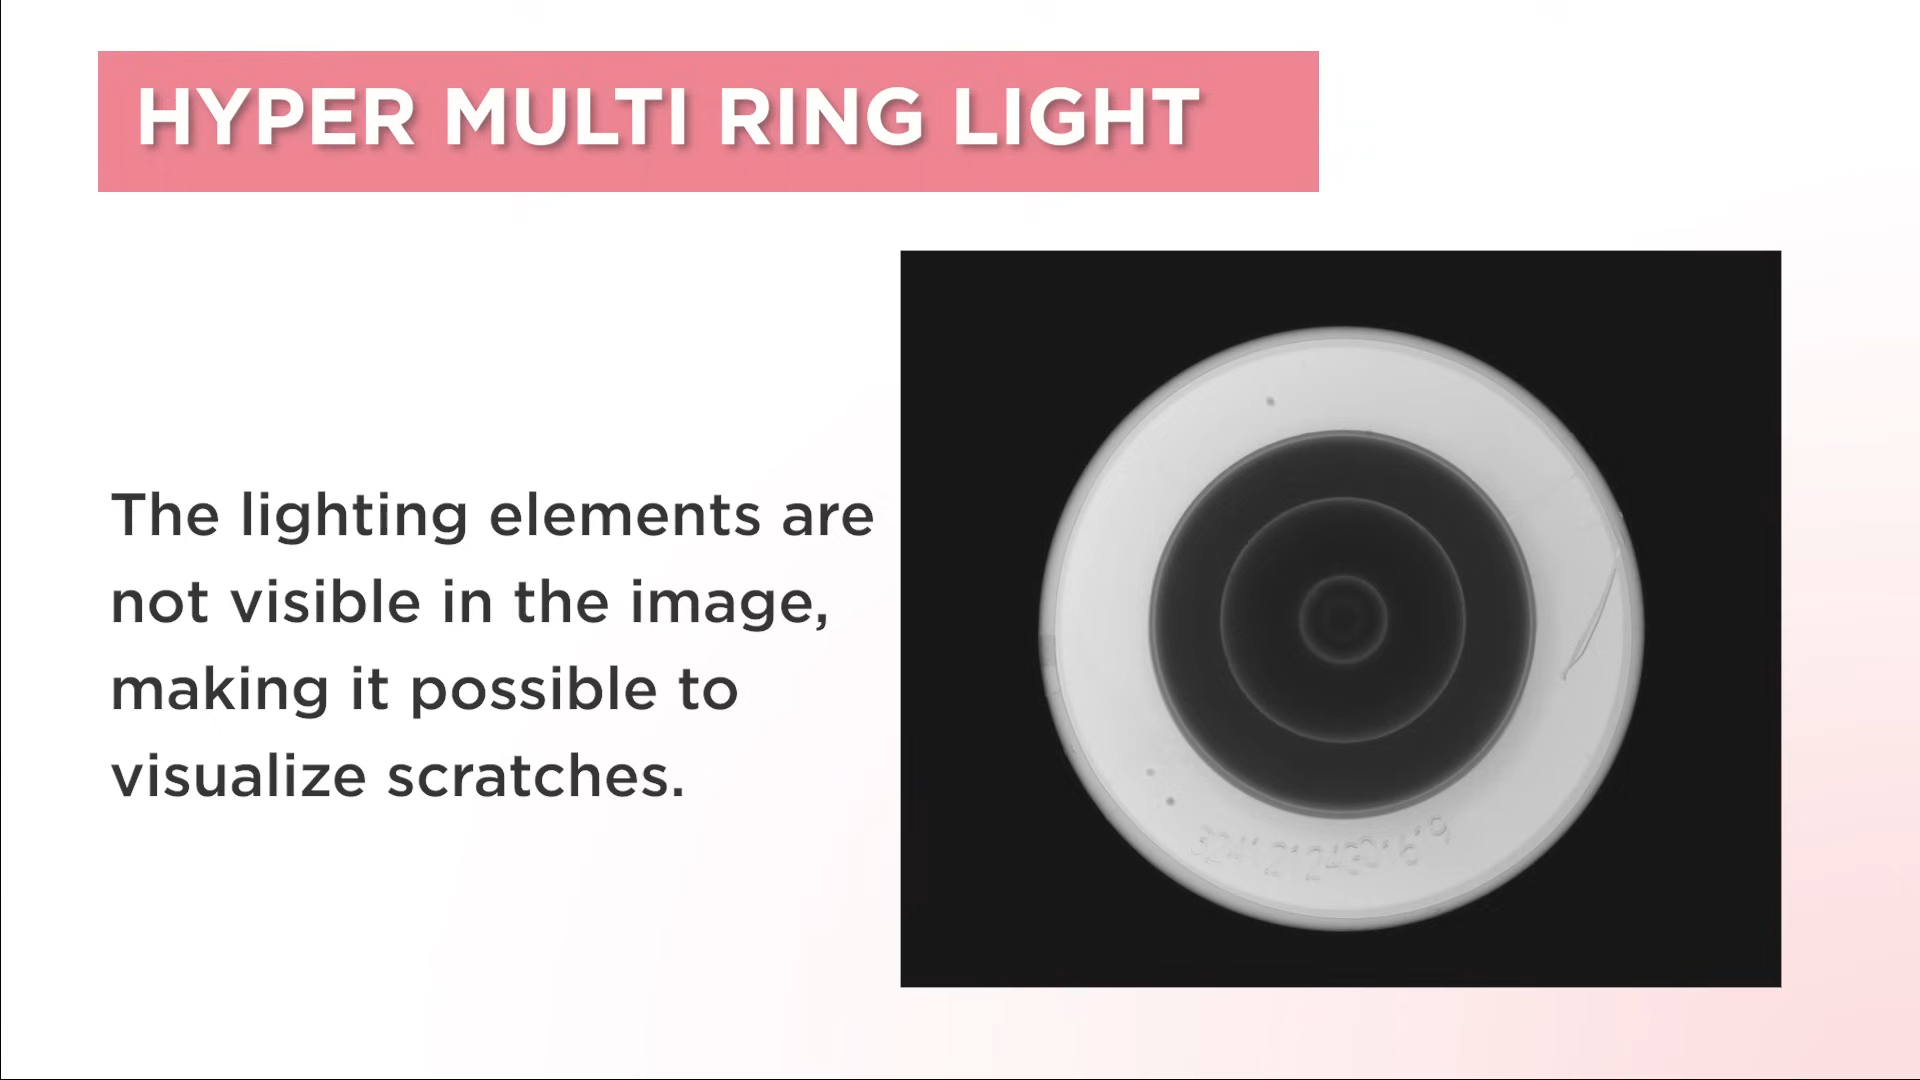 HYPER MULTI RING LIGHT
The lighting elements are
not visible in the image,
making it possible to
visualize scratches.